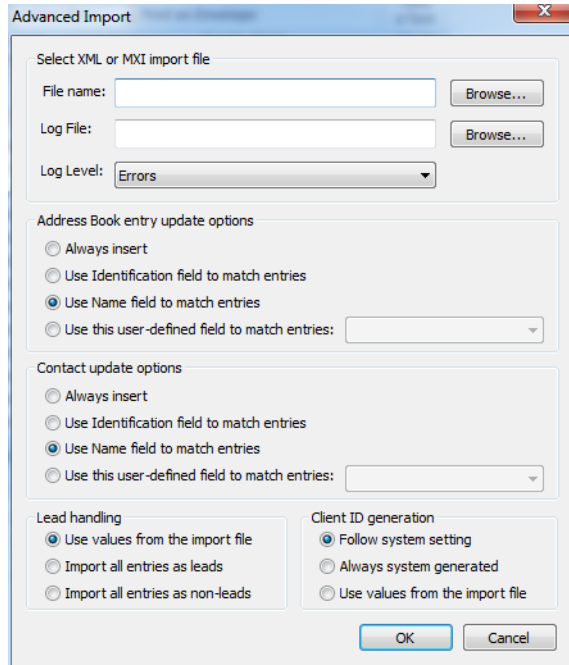 Advanced Import
Select XML or MXI import file
File name:
Browse...
Log File:
Browse...
Log Level:
Errors
Address Book entry update options
Always insert
Use Identification field to match entries
Use Name field to match entries
Use this user-defined field to match entries:
Contact update options
Always insert
Use Identification field to match entries
Use Name field to match entries
Use this user-defined field to match entries:
Lead handling
Use values from the import file
Import all entries as leads
Import all entries as non-leads
Client ID generation
Follow system setting
Always system generated
Use values from the import file
OK
Cancel